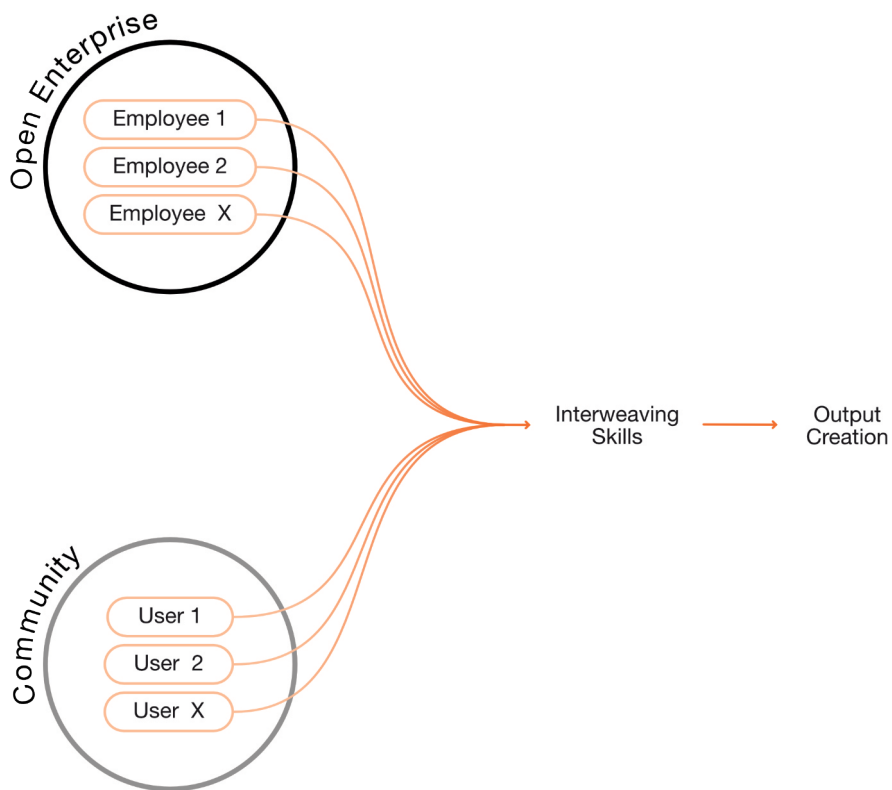 Open Enterprise
Employee 1
Employee 2
Employee X
Interweaving
Skills
Output
Creation
Community
User 1
User 2
User X